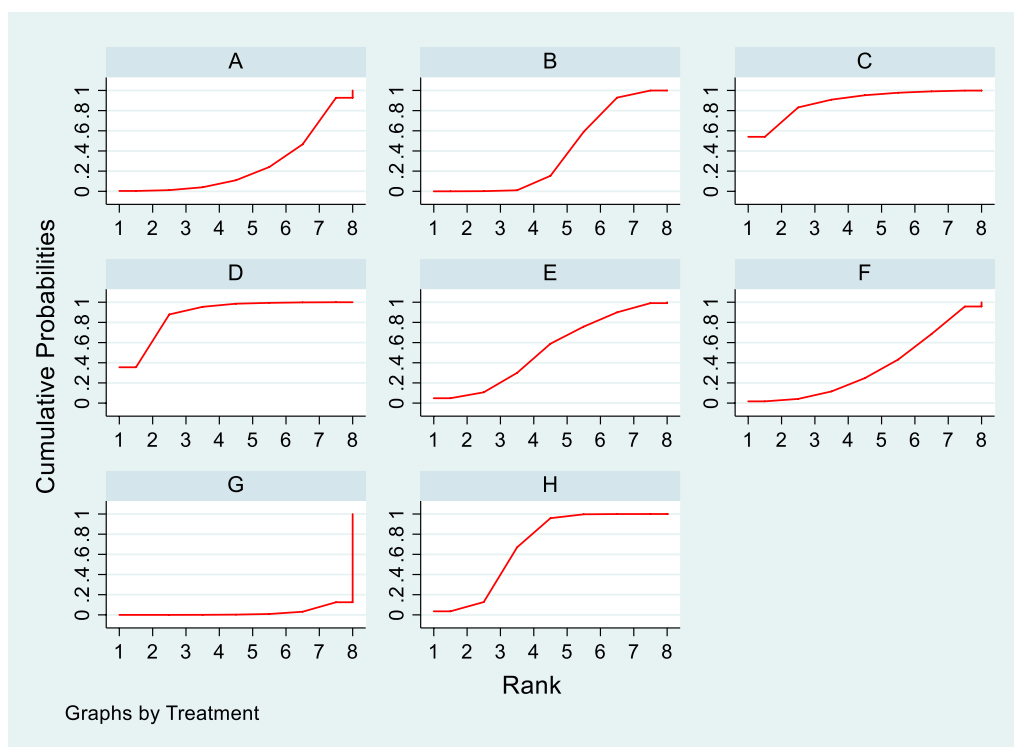 A B C
0 .2 .4 .6 .8 1 0 .2 .4 .6 .8 1 0 .2 .4 .6 .8 1
1 2 3 4 5 6 7 8 1 2 3 4 5 6 7 8 1 2 3 4 5 6 7 8
Cumulative Probabilities
D E F
0 .2 .4 .6 .8 1 0 .2 .4 .6 .8 1 0 .2 .4 .6 .8 1
1 2 3 4 5 6 7 8 1 2 3 4 5 6 7 8 1 2 3 4 5 6 7 8
G H
0 .2 .4 .6 .8 1 0 .2 .4 .6 .8 1
1 2 3 4 5 6 7 8 1 2 3 4 5 6 7 8
Rank
Graphs by Treatment